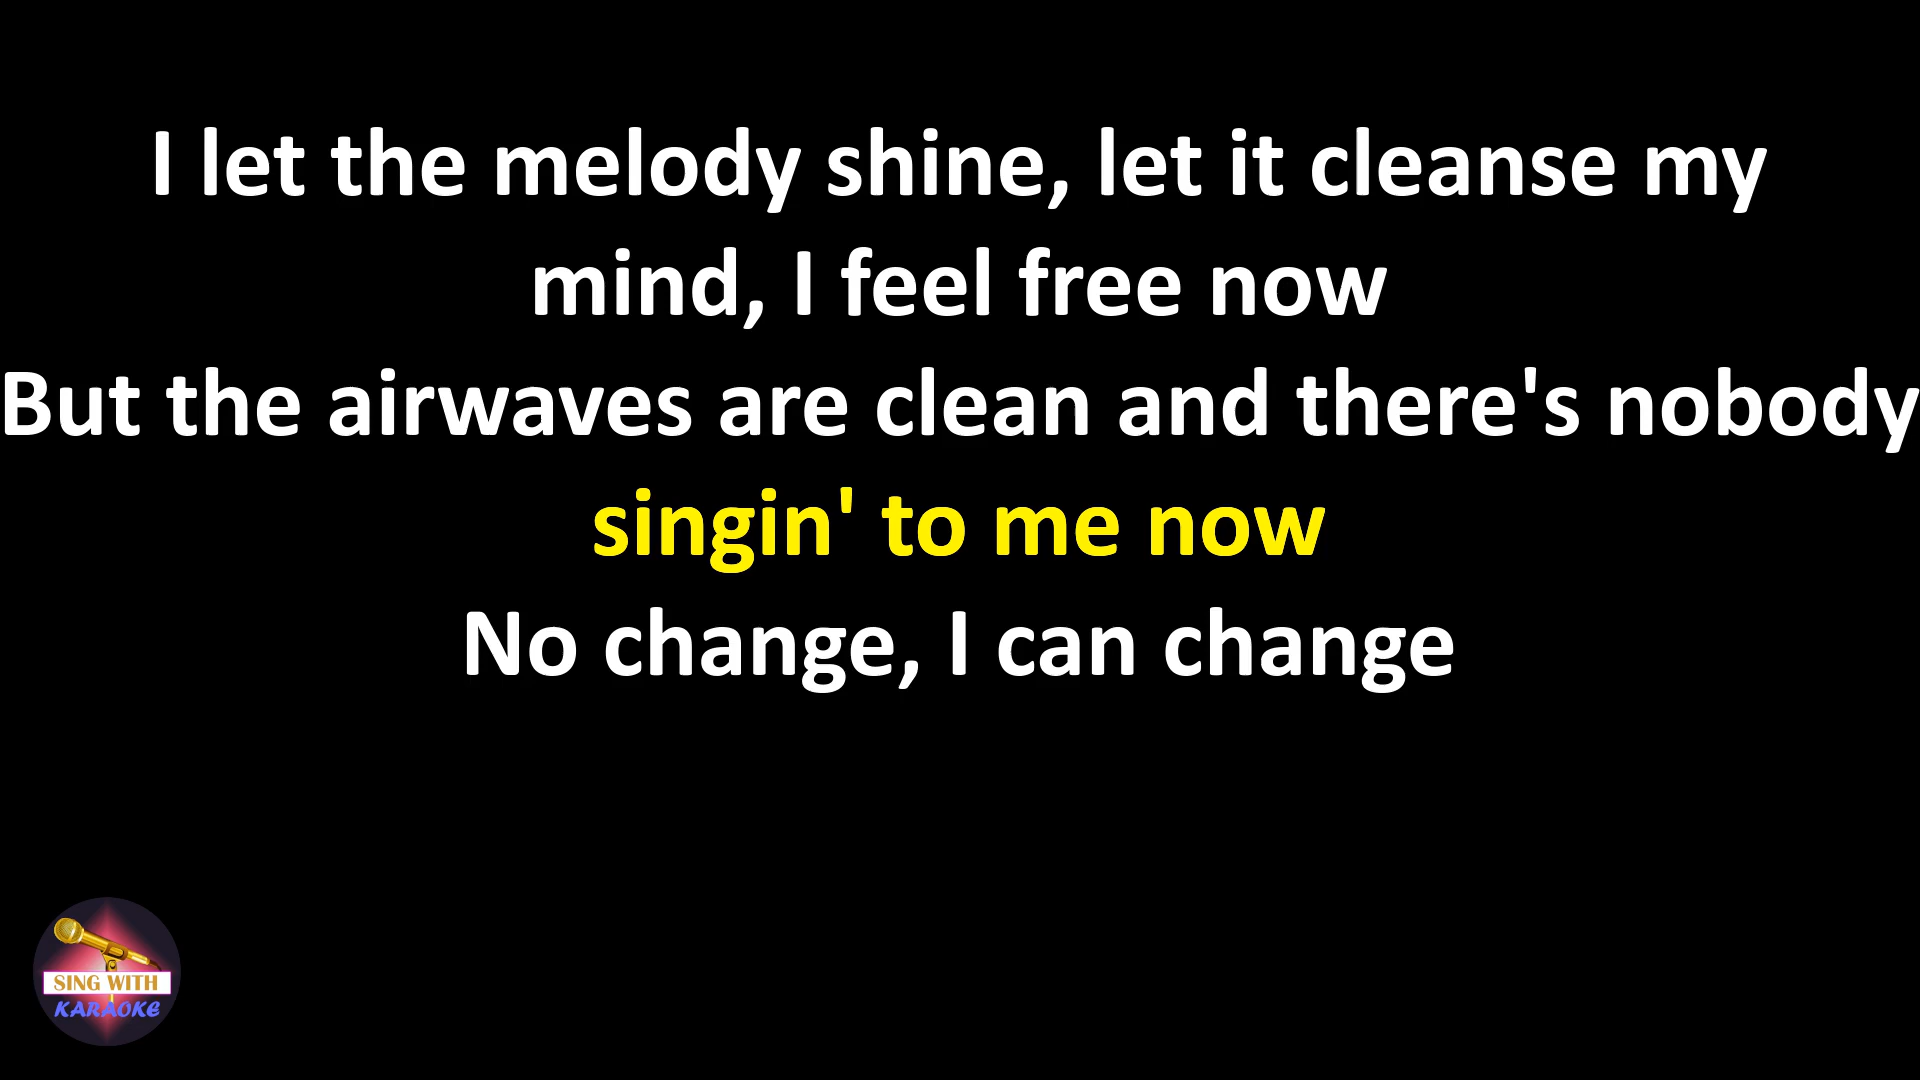 I let the melody shine, let it cleanse my
mind, I feel free now
But the airwaves are clean and there's nobody
singin' to me now
No change, I can change
SING WITH
KARAOKE